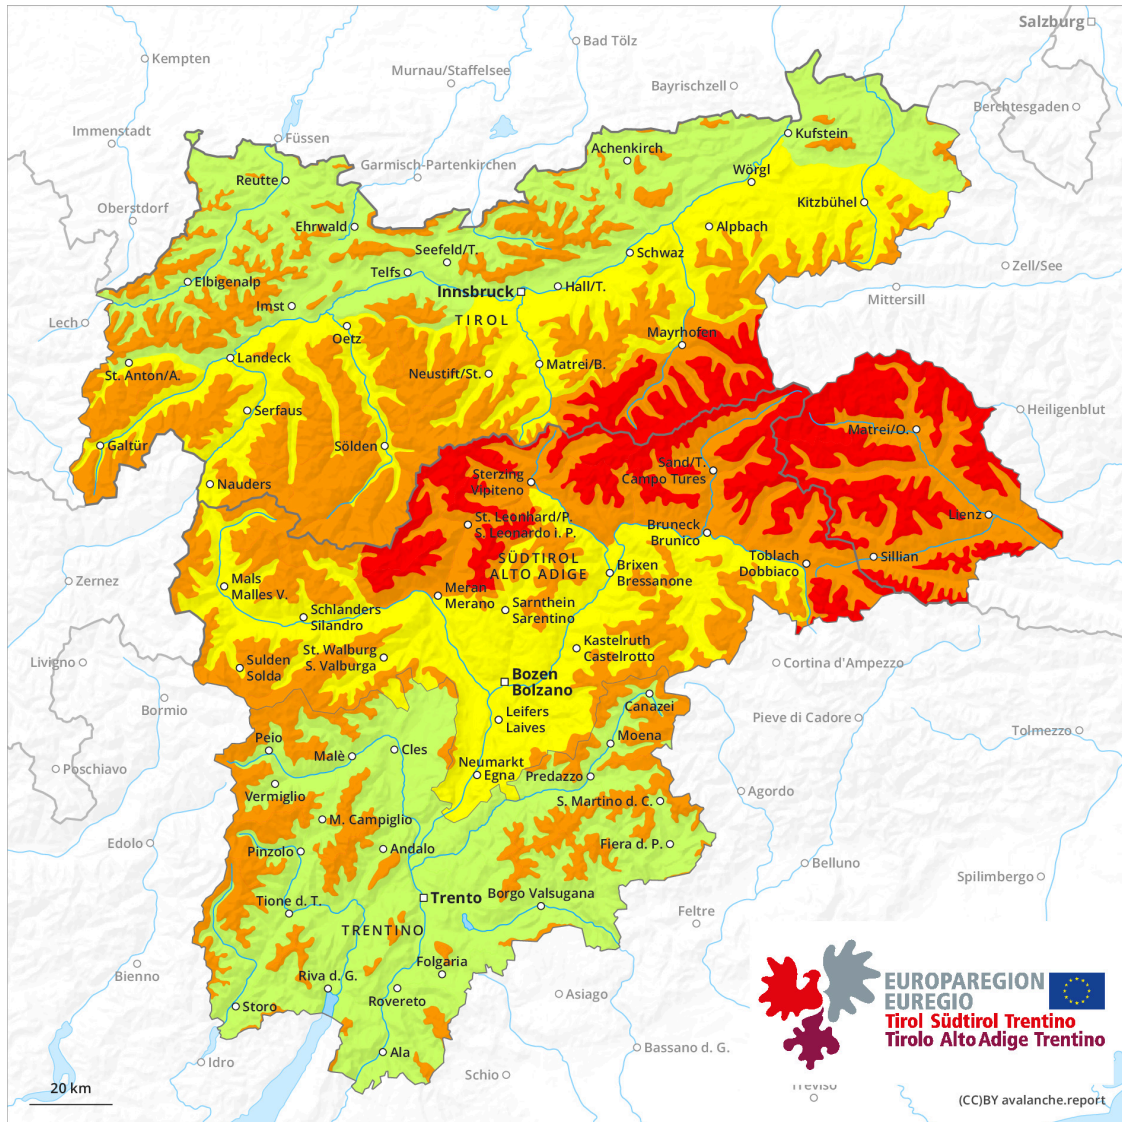 Salzburg
Bad Tölz
Kempten
Murnau/Staffelsee
Bayrischzell
Berchtesgaden
Immenstadt
Füssen
Kufstein
Achenkirch
Garmisch-Partenkirchen
Wörgl
Reutte
Kitzbühel
Oberstdorf
Ehrwald
Alpbach
Seefeld/T.
Schwaz
Telfs
Zell/See
Elbigenalp
Innsbruck
Hall/T.
Mittersill
Imst
Lech
TIROL
Mayrhofen
Oetz
Landeck
Matrei/B.
St. Anton/A.
Neustift/St.
Serfaus
Heiligenblut
Matrei/O.
Galtür
Sölden
Sand/T.
Campo Tures
Sterzing
Vipiteno
Nauders
St. Leonhard/P.
S. Leonardo i. P.
Lienz
Bruneck
Brunico
SÜDTIROL
ALTO ADIGE
Toblach
Dobbiaco
Sillian
Brixen
Bressanone
Zernez
Mals
Malles V.
Meran
Merano
Sarnthein
Sarentino
Schlanders
Silandro
Kastelruth
Castelrotto
St. Walburg
S. Valburga
Livigno
Sulden
Solda
Cortina d'Ampezzo
Bozen
Bolzano
Canazei
Bormio
Leifers
Laives
Pieve di Cadore
Tolmezzo
Moena
Peio
Malè
Cles
Neumarkt
Egna
Predazzo
Poschiavo
Vermiglio
Agordo
S. Martino d. C.
M. Campiglio
Edolo
Pinzolo
Andalo
Fiera d. P.
Belluno
Spilimbergo
Trento
Borgo Valsugana
Tione d. T.
Feltre
TRENTINO
Folgaria
Bienno
Riva d. G.
Rovereto
Asiago
Storo
EUROPAREGION
EUREGIO
Tirol Südtirol Trentino
Tirolo Alto Adige Trentino
Ala
Idro
Bassano d. G.
Schio
Treviso
20 km
(CC)BY avalanche.report